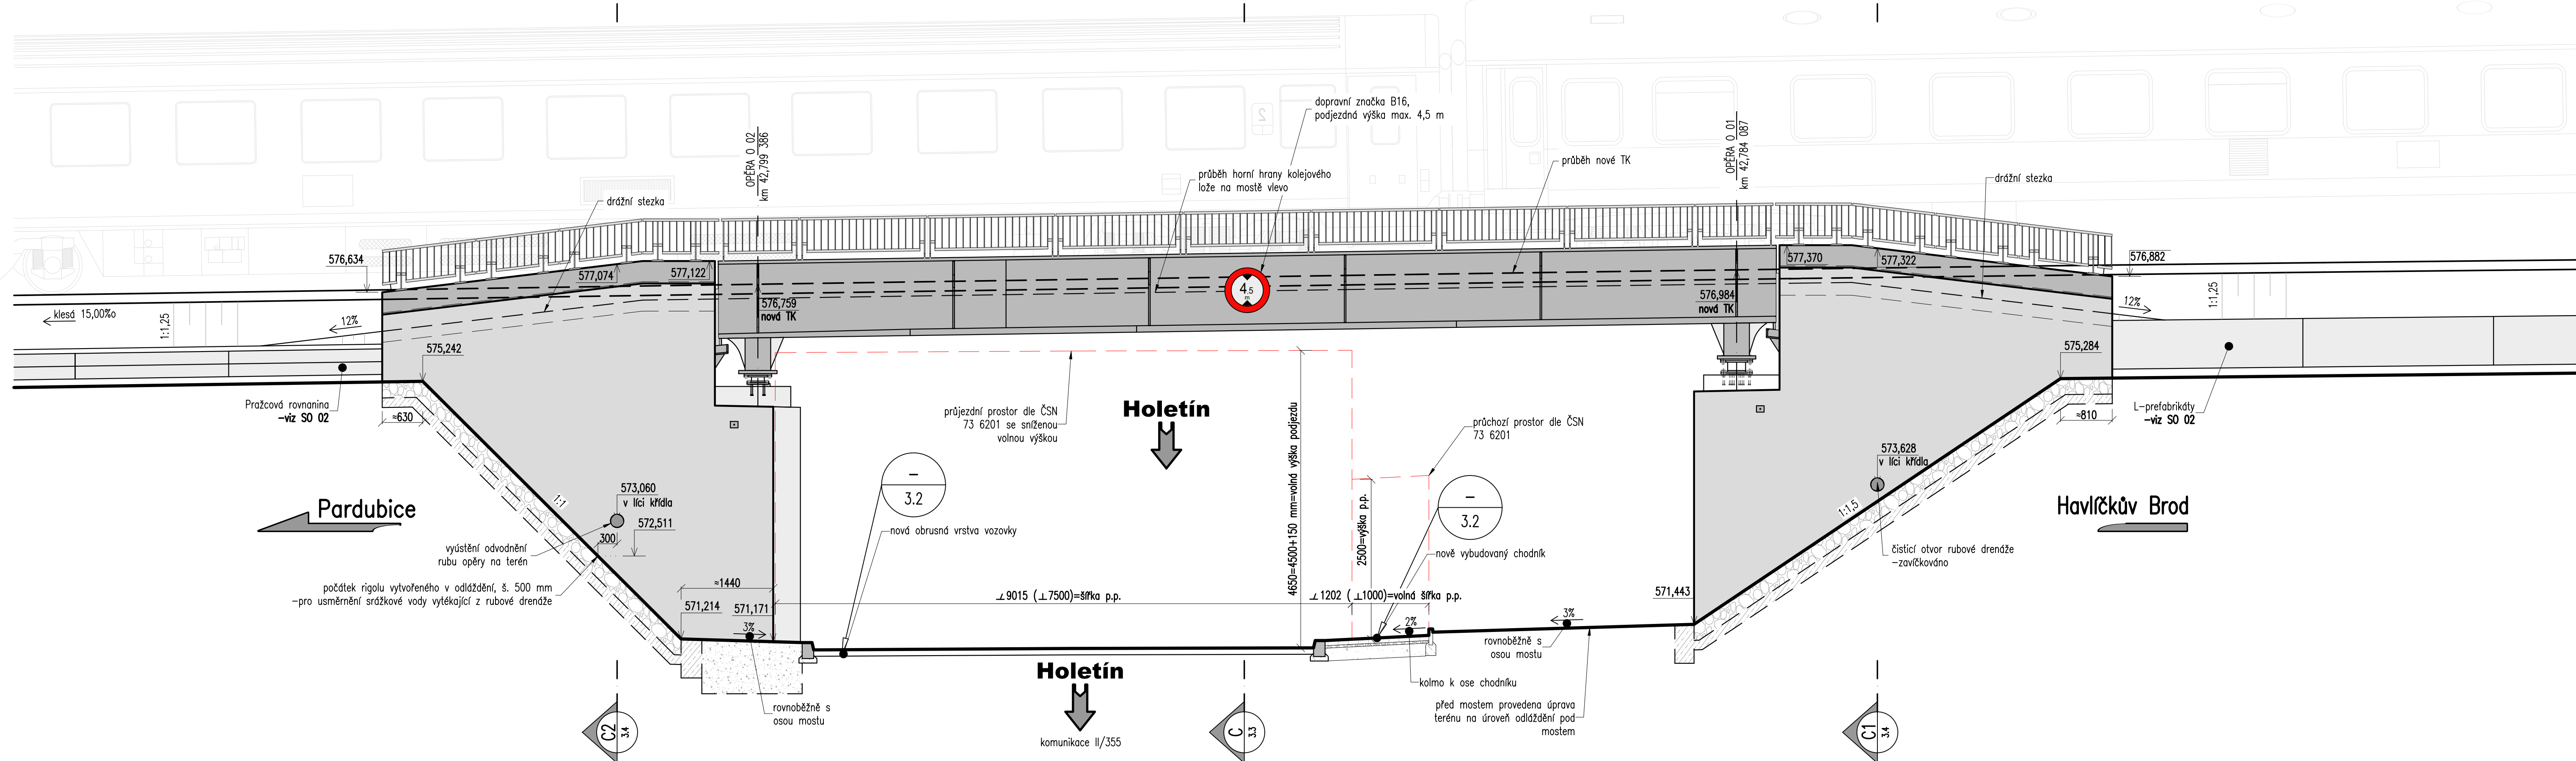 dopravní značka B16,
podjezdná výška max. 4,5 m
OPĚRA O 02
km 42,799 386
OPĚRA O 01
km 42,784 087
2
průběh nové TK
průběh horní hrany kolejového
lože na mostě vlevo
drážní stezka
drážní stezka
576,634
577,074
577,122
577,370
577,322
576,882
576,759
nová TK
4.5
m
576,984
nová TK
klesá 15,00%o
1:1,25
12%
12%
1:1,25
575,242
575,284
Pražcová rovnanina
-viz SO 02
≈630
≈810
L-prefabrikáty
-viz SO 02
průjezdní prostor dle ČSN
73 6201 se sníženou
volnou výškou
Holetín
4650=4500+150 mm=volná výška podjezdu
průchozí prostor dle ČSN
73 6201
2500=výška p.p.
573,628
v líci křídla
573,060
v líci křídla
1:1
1:1,5
–
3.2
–
3.2
Pardubice
Havlíčkův Brod
572,511
300
nová obrusná vrstva vozovky
nově vybudovaný chodník
vyústění odvodnění
rubu opěry na terén
čisticí otvor rubové drenáže
-zavíčkováno
počátek rigolu vytvořeného v odláždění, š. 500 mm
-pro usměrnění srážkové vody vytékající z rubové drenáže
≈1440
571,214
571,171
∠9015 (⊥7500)=šířka p.p.
∠1202 (⊥1000)=volná šířka p.p.
571,443
3%
2%
3%
rovnoběžně s
osou mostu
Holetín
komunikace II/355
kolmo k ose chodníku
rovnoběžně s
osou mostu
před mostem provedena úprava
terénu na úroveň odláždění pod
mostem
C2
3.4
C
3.3
C1
3.4